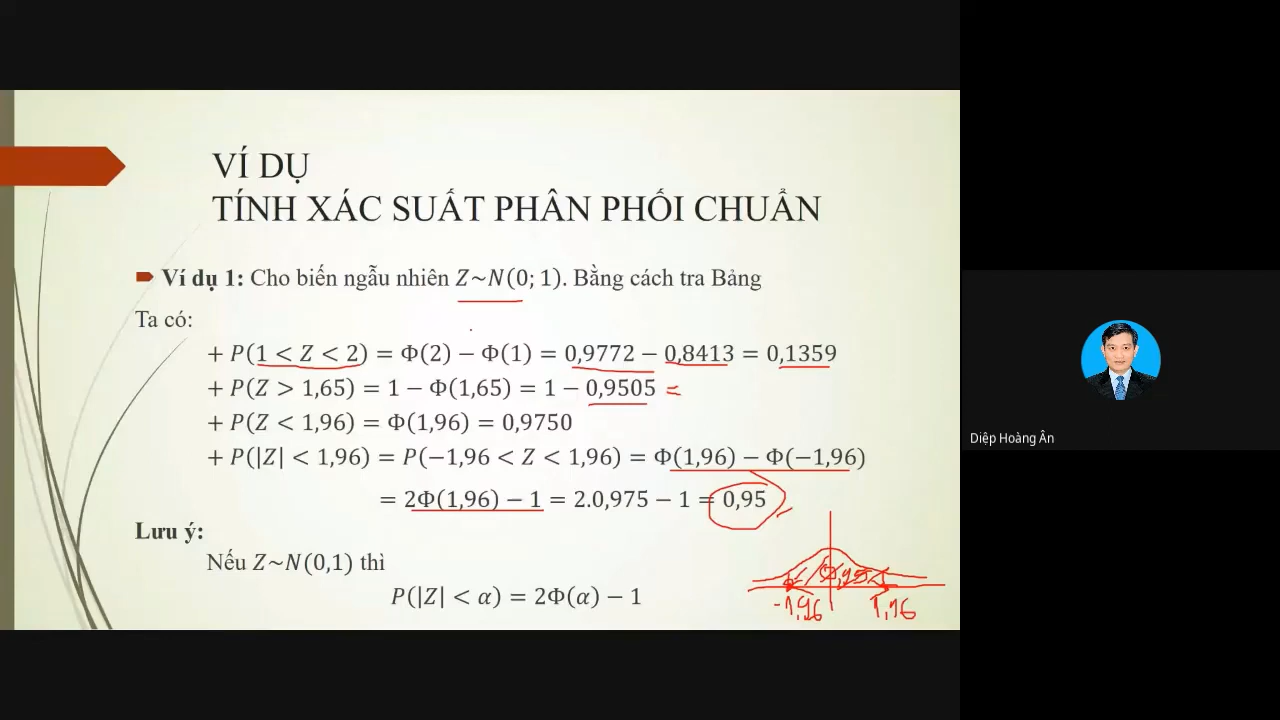 VÍ DỤ
TÍNH XÁC SUẤT PHÂN PHỐI CHUẨN
Ví dụ 1: Cho biến ngẫu nhiên Z~N(0; 1). Bằng cách tra Bảng
Ta có:
+ P(1 < Z < 2) = Φ(2) − Φ(1) = 0,9772 − 0,8413 = 0,1359
+ P(Z > 1,65) = 1 − Φ(1,65) = 1 − 0,9505 =
+ P(Z < 1,96) = Φ(1,96) = 0,9750
+ P(|Z| < 1,96) = P(−1,96 < Z < 1,96) = Φ(1,96) − Φ(−1,96)
= 2Φ(1,96) − 1 = 2.0,975 − 1 = 0,95
Lưu ý:
Nếu Z~N(0,1) thì
P(|Z| < α) = 2Φ(α) − 1
0,95
-1,96 1,96
Diệp Hoàng Ân